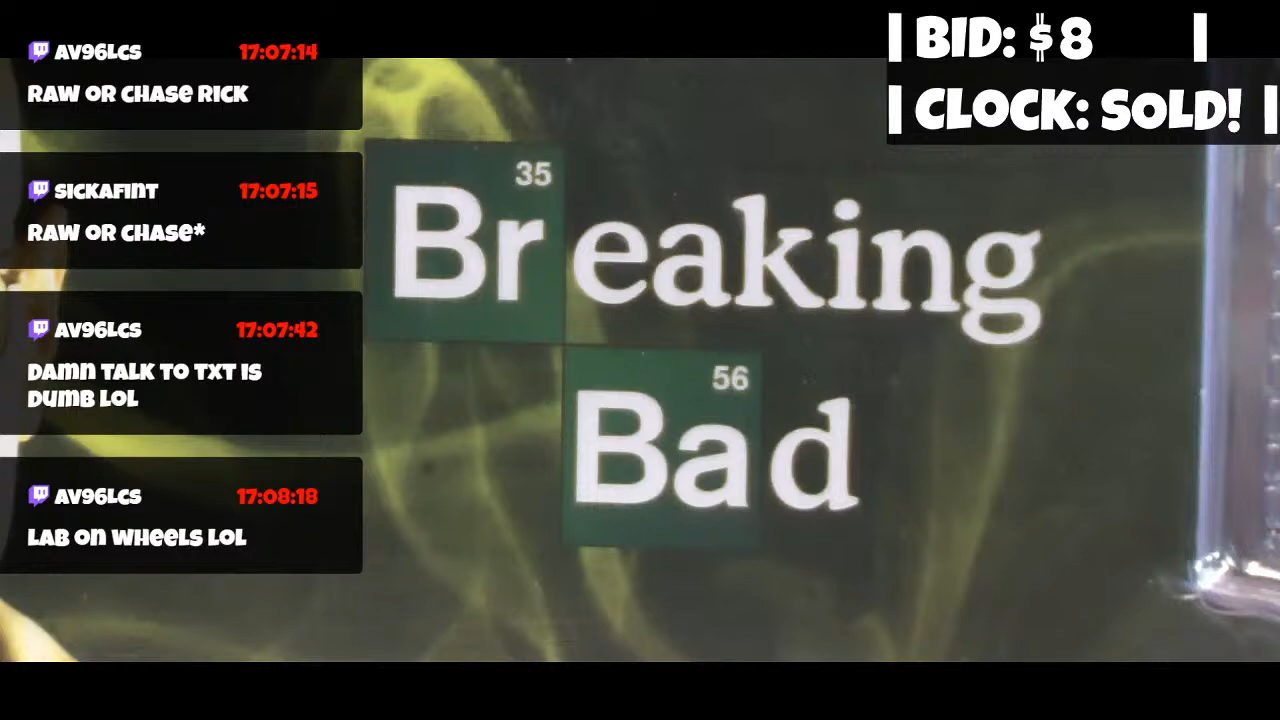 AV96LCS 17:07:14
RAW OR CHASE RICK
SICKAFINT 17:07:15
RAW OR CHASE*
AV96LCS 17:07:42
DAMN TALK TO TXT IS
DUMB LOL
AV96LCS 17:08:18
LAB ON WHEELS LOL
| BID: $8 |
| CLOCK: SOLD! |
35
Breaking
56
Bad